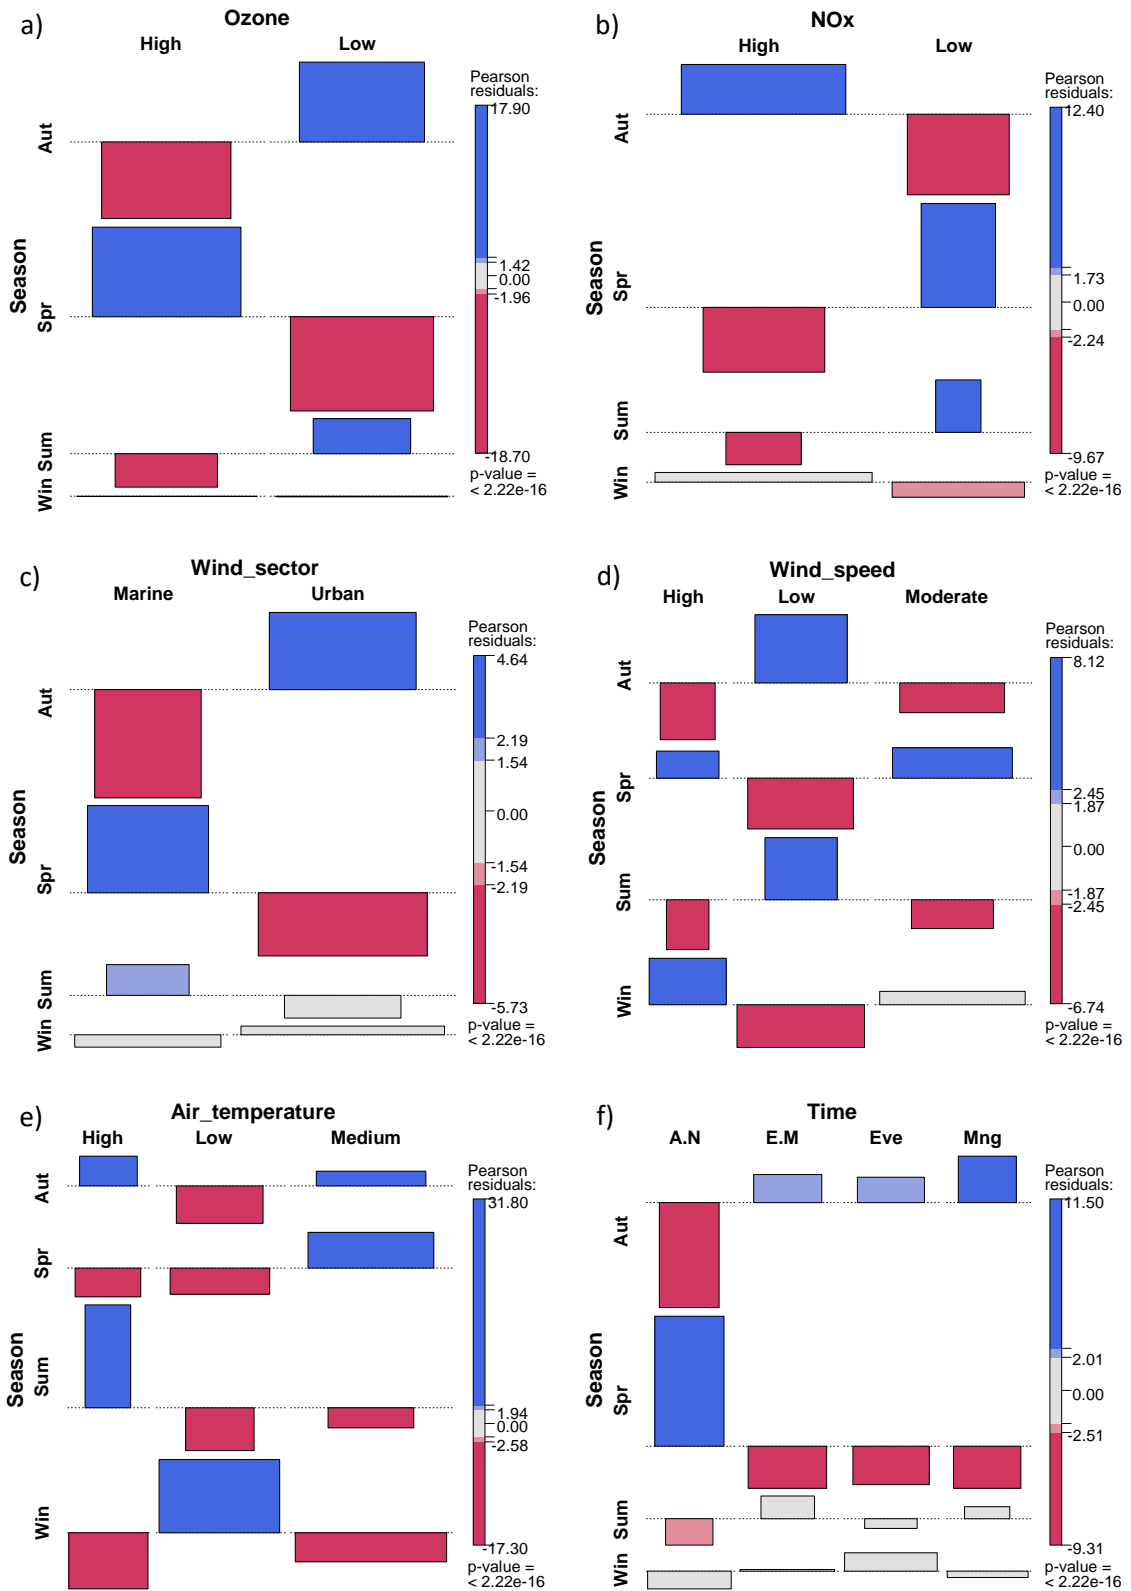 a)
Ozone
High
Low
Pearson
residuals:
17.90
1.42
0.00
-1.96
-18.70
p-value =
< 2.22e-16
Season
Aut
Spr
Sum
Win
b)
NOx
High
Low
Pearson
residuals:
12.40
1.73
0.00
-2.24
-9.67
p-value =
< 2.22e-16
Season
Aut
Spr
Sum
Win
c)
Wind_sector
Marine
Urban
Pearson
residuals:
4.64
2.19
1.54
0.00
-1.54
-2.19
-5.73
p-value =
< 2.22e-16
Season
Aut
Spr
Sum
Win
d)
Wind_speed
High
Low
Moderate
Pearson
residuals:
8.12
2.45
1.87
0.00
-1.87
-2.45
-6.74
p-value =
< 2.22e-16
Season
Aut
Spr
Sum
Win
e)
Air_temperature
High
Low
Medium
Pearson
residuals:
31.80
1.94
0.00
-2.58
-17.30
p-value =
< 2.22e-16
Season
Aut
Spr
Sum
Win
f)
Time
A.N
E.M
Eve
Mng
Pearson
residuals:
11.50
2.01
0.00
-2.51
-9.31
p-value =
< 2.22e-16
Season
Aut
Spr
Sum
Win